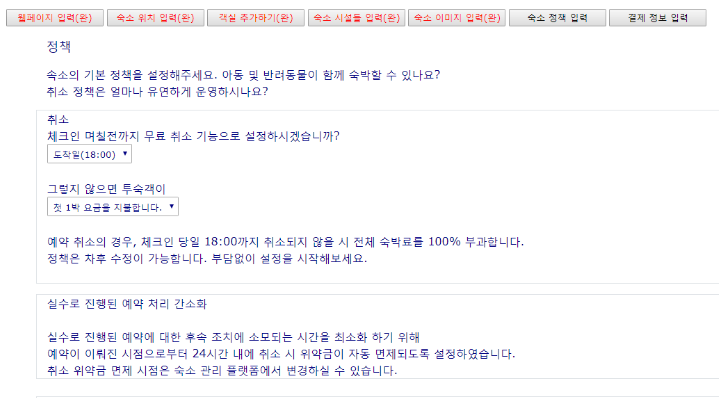 웹페이지 입력(완)
숙소 위치 입력(완)
객실 추가하기(완)
숙소 시설물 입력(완)
숙소 이미지 입력(완)
숙소 정책 입력
결제 정보 입력
정책
숙소의 기본 정책을 설정해주세요. 아동 및 반려동물이 함께 숙박할 수 있나요?
취소 정책은 얼마나 유연하게 운영하시나요?
취소
체크인 며칠전까지 무료 취소 기능으로 설정하시겠습니까?
도착일(18:00)
그렇지 않으면 투숙객이
첫 1박 요금을 지불합니다.
예약 취소의 경우, 체크인 당일 18:00까지 취소되지 않을 시 전체 숙박료를 100% 부과합니다.
정책은 차후 수정이 가능합니다. 부담없이 설정을 시작해보세요.
실수로 진행된 예약 처리 간소화
실수로 진행된 예약에 대한 후속 조치에 소모되는 시간을 최소화 하기 위해
예약이 이뤄진 시점으로부터 24시간 내에 취소 시 위약금이 자동 면제되도록 설정하였습니다.
취소 위약금 면제 시점은 숙소 관리 플랫폼에서 변경하실 수 있습니다.